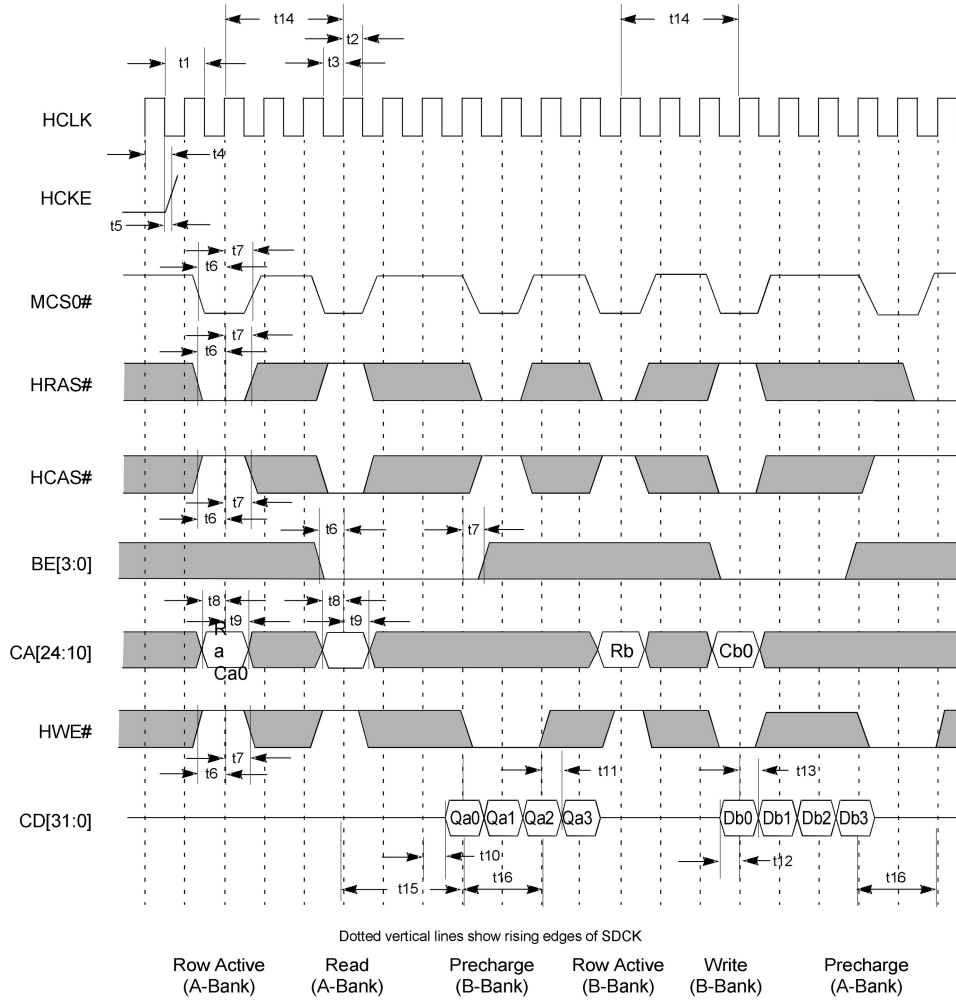 t14
t14
t2
t1
t3
HCLK
t4
HCKE
t5
t7
t6
MCS0#
t7
t6
HRAS#
HCAS#
t7
t6
t6
t7
BE[3:0]
t8
t8
t9
t9
R
a
Ca0
CA[24:10]
Rb
Cb0
HWE#
t7
t6
t11
t13
CD[31:0]
Qa0
Qa1
Qa2
Qa3
Db0
Db1
Db2
Db3
t10
t12
t15
t16
t16
Dotted vertical lines show rising edges of SDCK
Row Active
(A-Bank)
Read
(A-Bank)
Precharge
(B-Bank)
Row Active
(B-Bank)
Write
(B-Bank)
Precharge
(A-Bank)